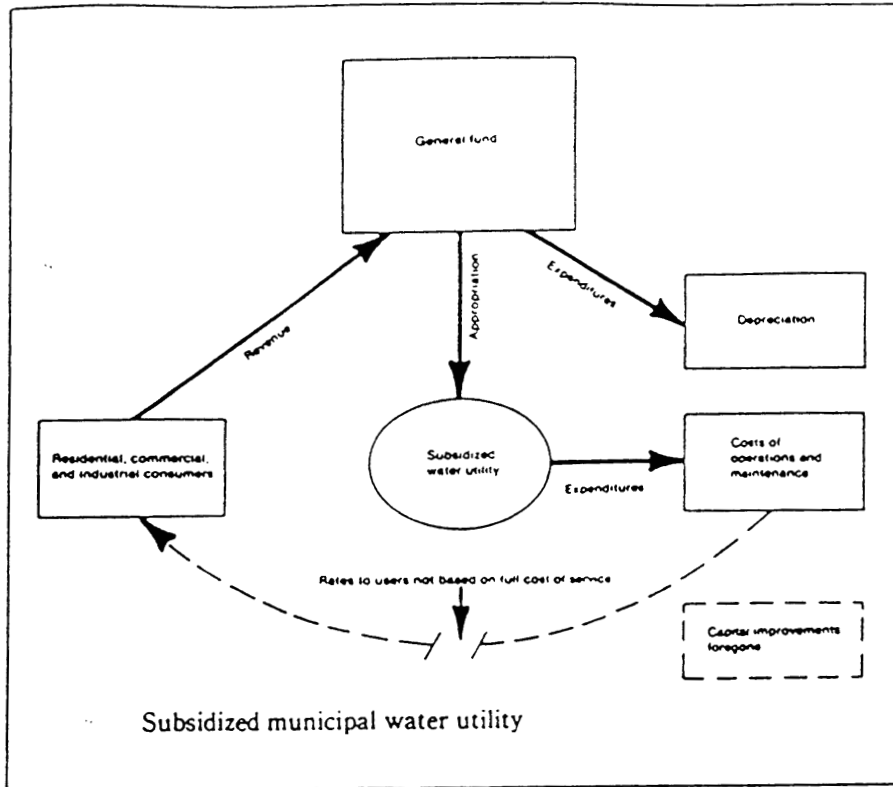 General fund
Revenue
Appropriation
Expenditures
Depreciation
Residential, commercial,
and industrial consumers
Subsidized
water utility
Expenditures
Costs of
operations and
maintenance
Rates to users not based on full cost of service
Capital improvements
foregone
Subsidized municipal water utility